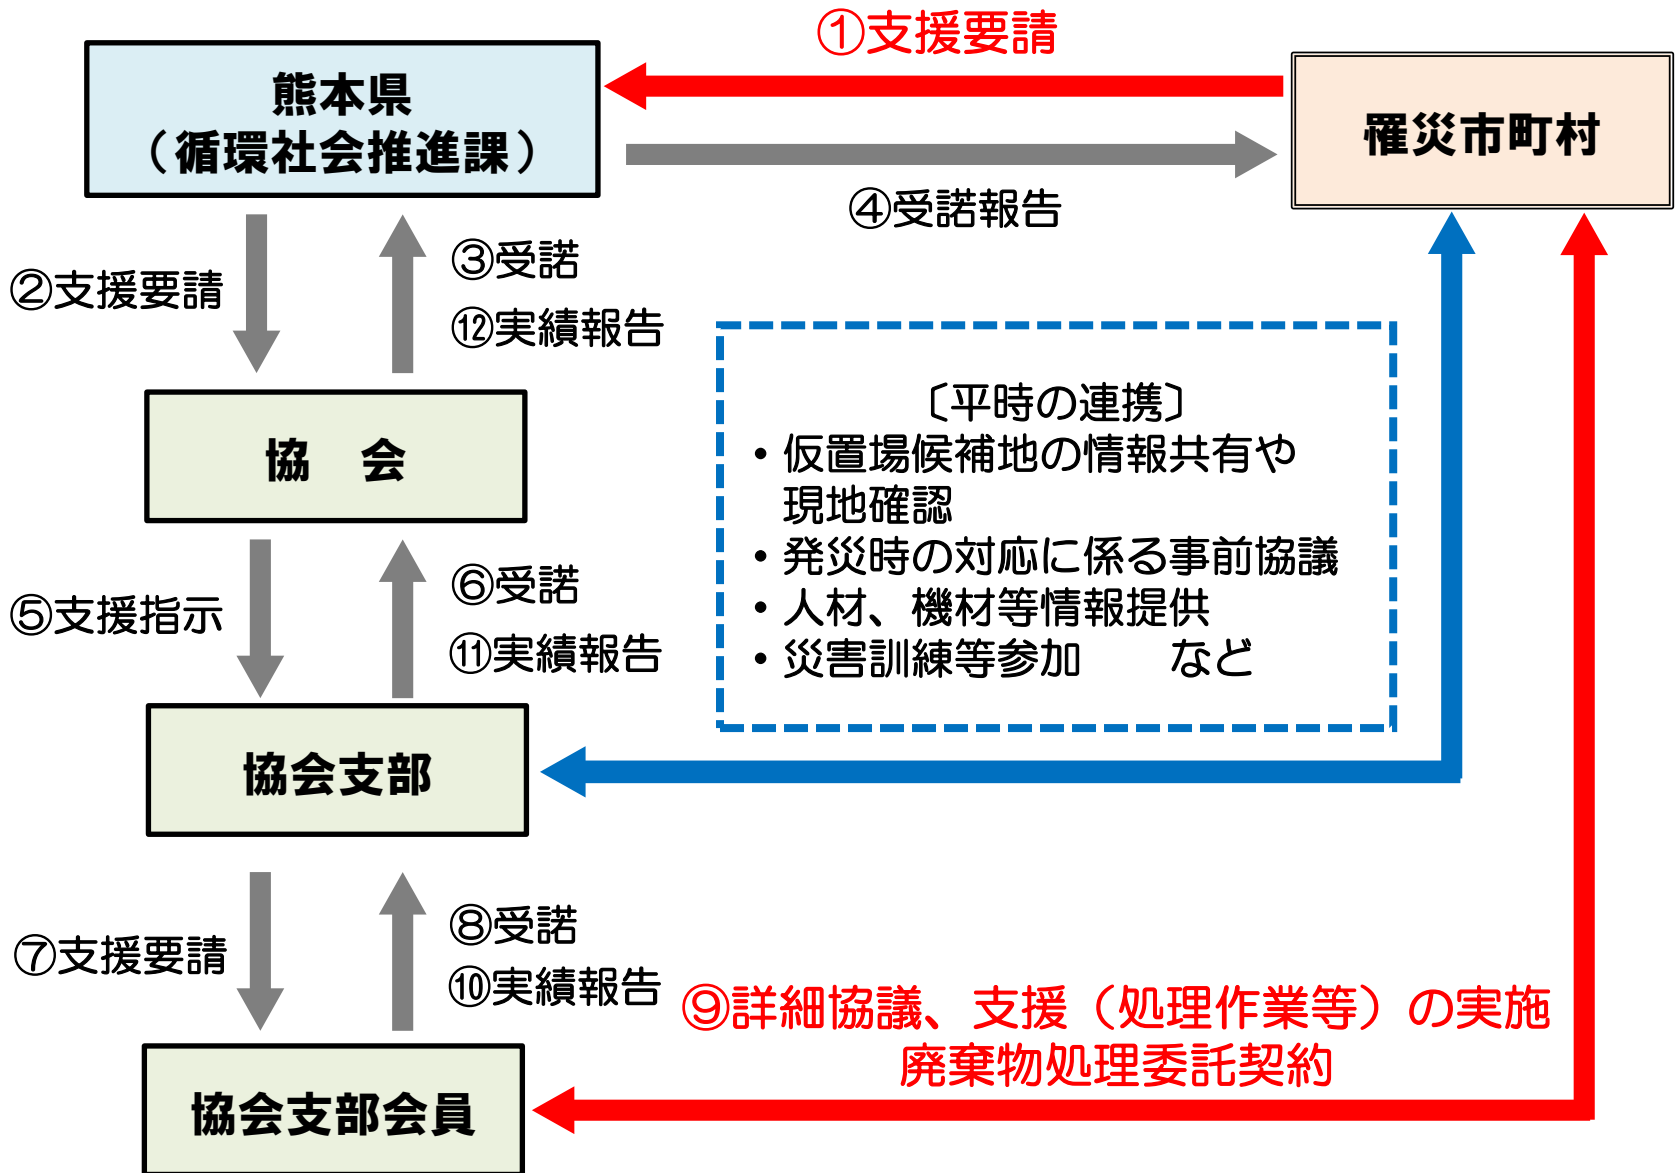 ①支援要請
熊本県
（循環社会推進課）
罹災市町村
④受諾報告
②支援要請
③受諾
⑫実績報告
〔平時の連携〕
・仮置場候補地の情報共有や
現地確認
・発災時の対応に係る事前協議
・人材、機材等情報提供
・災害訓練等参加　　など
協　会
⑤支援指示
⑥受諾
⑪実績報告
協会支部
⑦支援要請
⑧受諾
⑩実績報告
⑨詳細協議、支援（処理作業等）の実施
廃棄物処理委託契約
協会支部会員